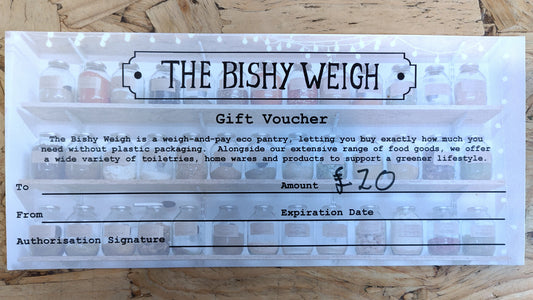 THE BISHY WEIGH
Gift Voucher
The Bishy Weigh is a weigh-and-pay eco pantry, letting you buy exactly how much you
need without plastic packaging. Alongside our extensive range of food goods, we offer
a wide variety of toiletries, home wares and products to support a greener lifestyle.
To Amount £20
From Expiration Date
Authorisation Signature